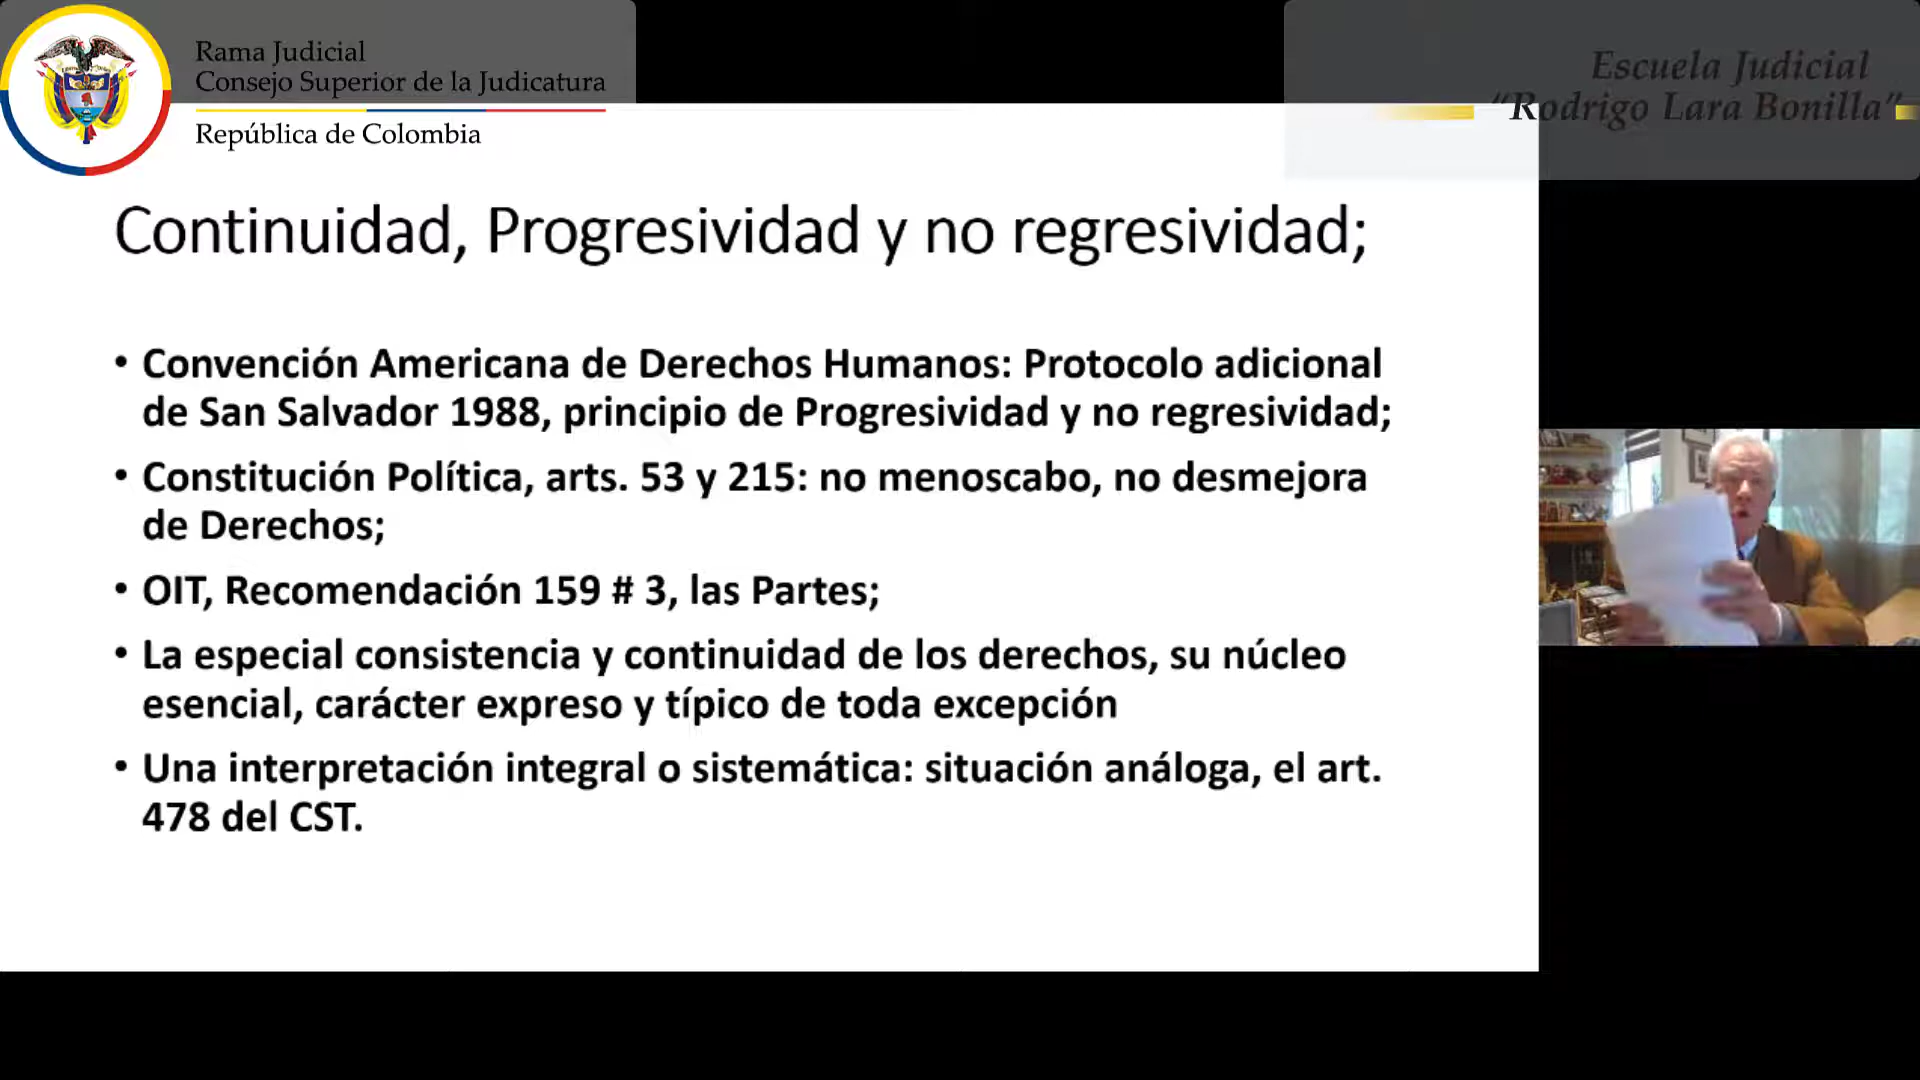 Rama Judicial
Consejo Superior de la Judicatura
República de Colombia
Escuela Judicial
"Rodrigo Lara Bonilla"
Continuidad, Progresividad y no regresividad;
• Convención Americana de Derechos Humanos: Protocolo adicional
de San Salvador 1988, principio de Progresividad y no regresividad;
• Constitución Política, arts. 53 y 215: no menoscabo, no desmejora
de Derechos;
• OIT, Recomendación 159 # 3, las Partes;
• La especial consistencia y continuidad de los derechos, su núcleo
esencial, carácter expreso y típico de toda excepción
• Una interpretación integral o sistemática: situación análoga, el art.
478 del CST.